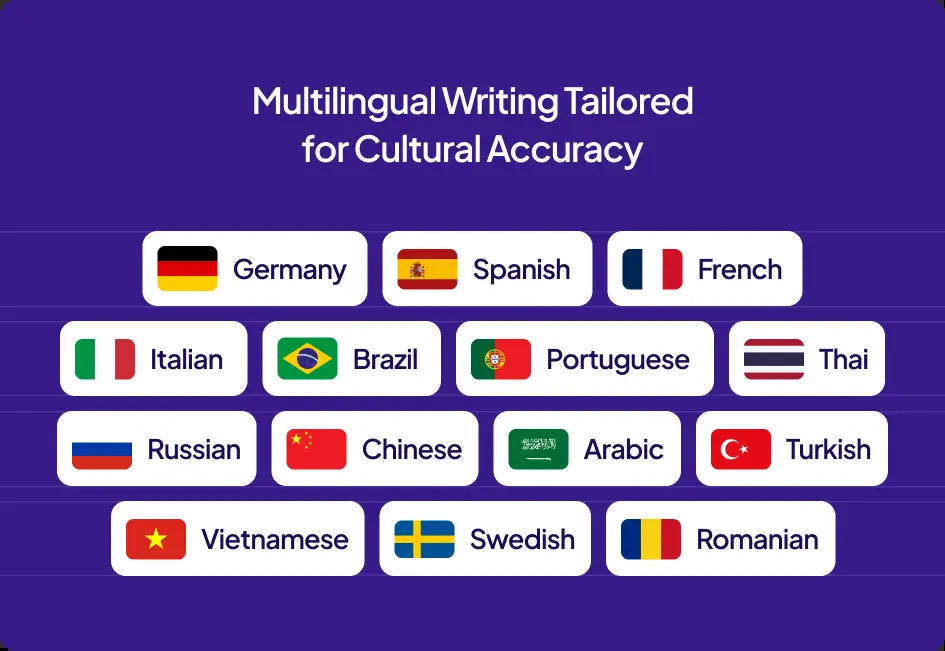 Multilingual Writing Tailored
for Cultural Accuracy
Germany Spanish French
Italian Brazil Portuguese Thai
Russian Chinese Arabic Turkish
Vietnamese Swedish Romanian